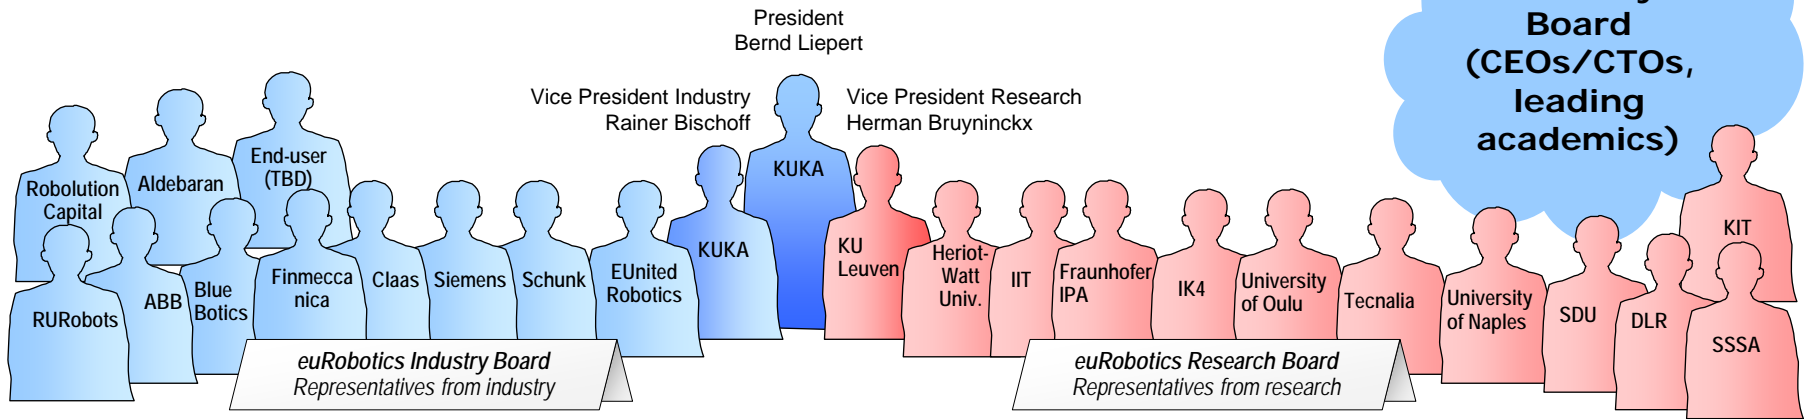 President
Bernd Liepert
Vice President Industry
Rainer Bischoff
Vice President Research
Herman Bruyninckx
Board
(CEOs/CTOs,
leading
academics)
Robolution
Capital
Aldebaran
End-user
(TBD)
KUKA
RURobots
ABB
Blue
Botics
Finmecca
nica
Claas
Siemens
Schunk
EUnited
Robotics
KUKA
KU
Leuven
Heriot-
Watt
Univ.
IIT
Fraunhofer
IPA
IK4
University
of Oulu
Tecnalia
University
of Naples
SDU
DLR
KIT
SSSA
euRobotics Industry Board
Representatives from industry
euRobotics Research Board
Representatives from research